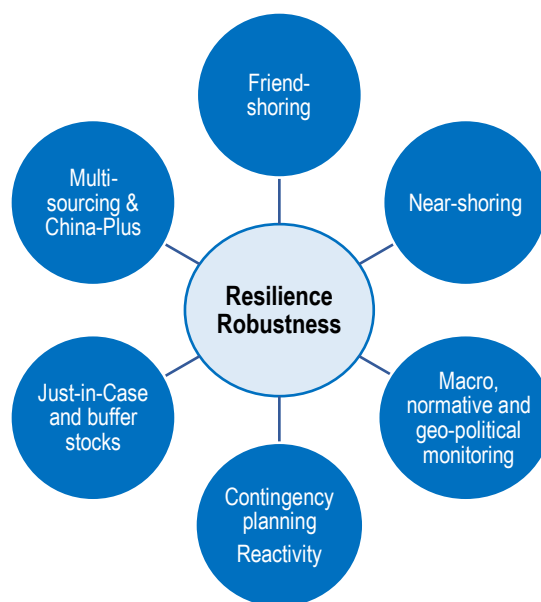 Friend-
shoring
Near-shoring
Macro,
normative and
geo-political
monitoring
Contingency
planning
Reactivity
Just-in-Case
and buffer
stocks
Multi-
sourcing &
China-Plus
Resilience
Robustness